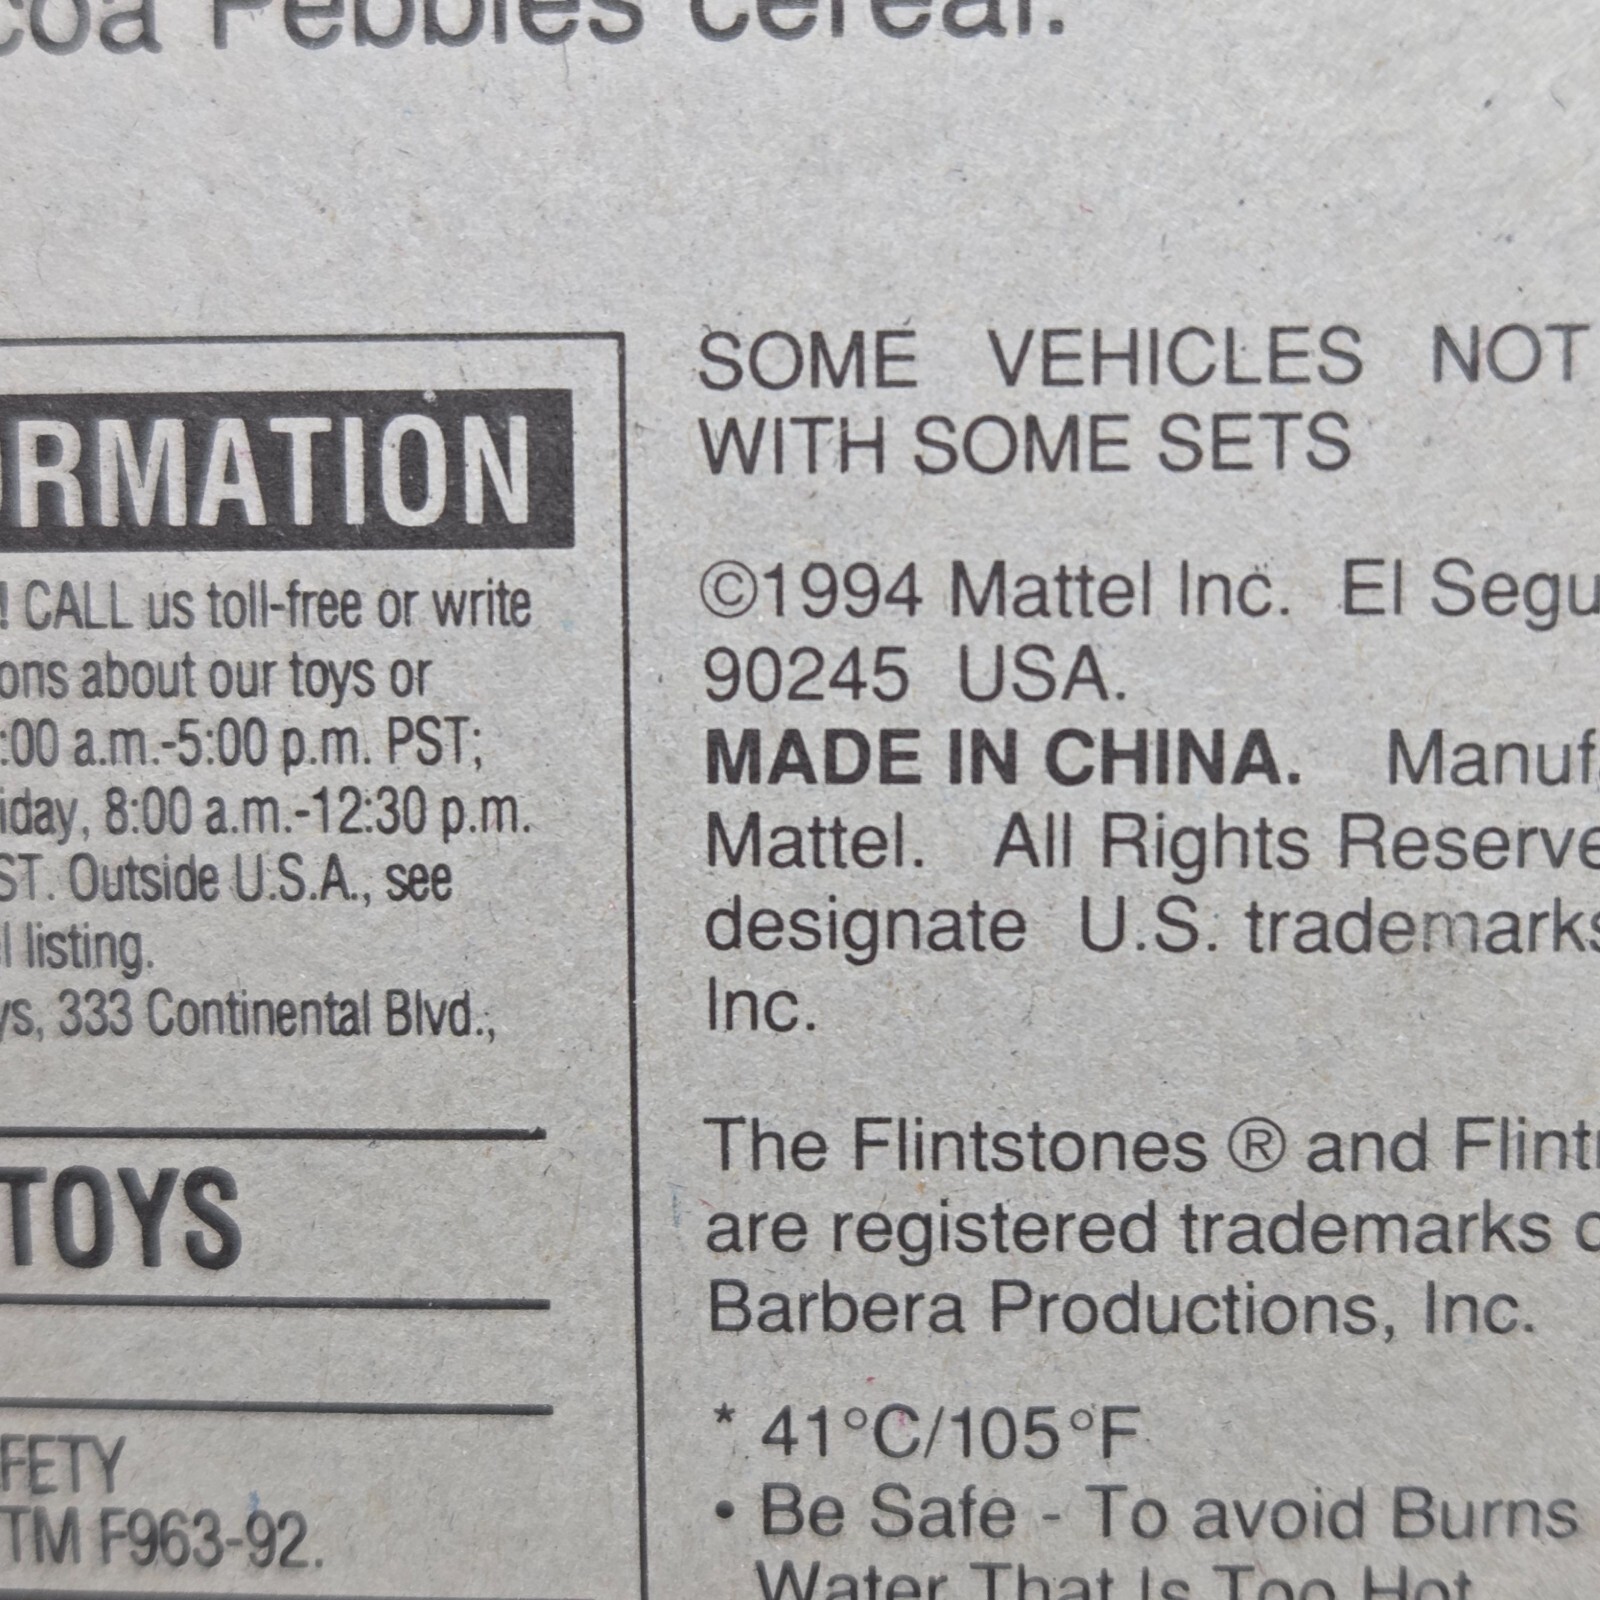 coa Pebbles cereal.
ORMATION
! CALL us toll-free or write
ons about our toys or
:00 a.m.-5:00 p.m. PST;
iday, 8:00 a.m.-12:30 p.m.
ST. Outside U.S.A., see
l listing.
ys, 333 Continental Blvd.,
TOYS
FETY
TM F963-92.
SOME VEHICLES NOT
WITH SOME SETS
©1994 Mattel Inc. El Segu
90245 USA.
MADE IN CHINA. Manuf
Mattel. All Rights Reserve
designate U.S. trademarks
Inc.
The Flintstones ® and Flint
are registered trademarks o
Barbera Productions, Inc.
* 41°C/105°F
• Be Safe - To avoid Burns
Water That Is Too Hot